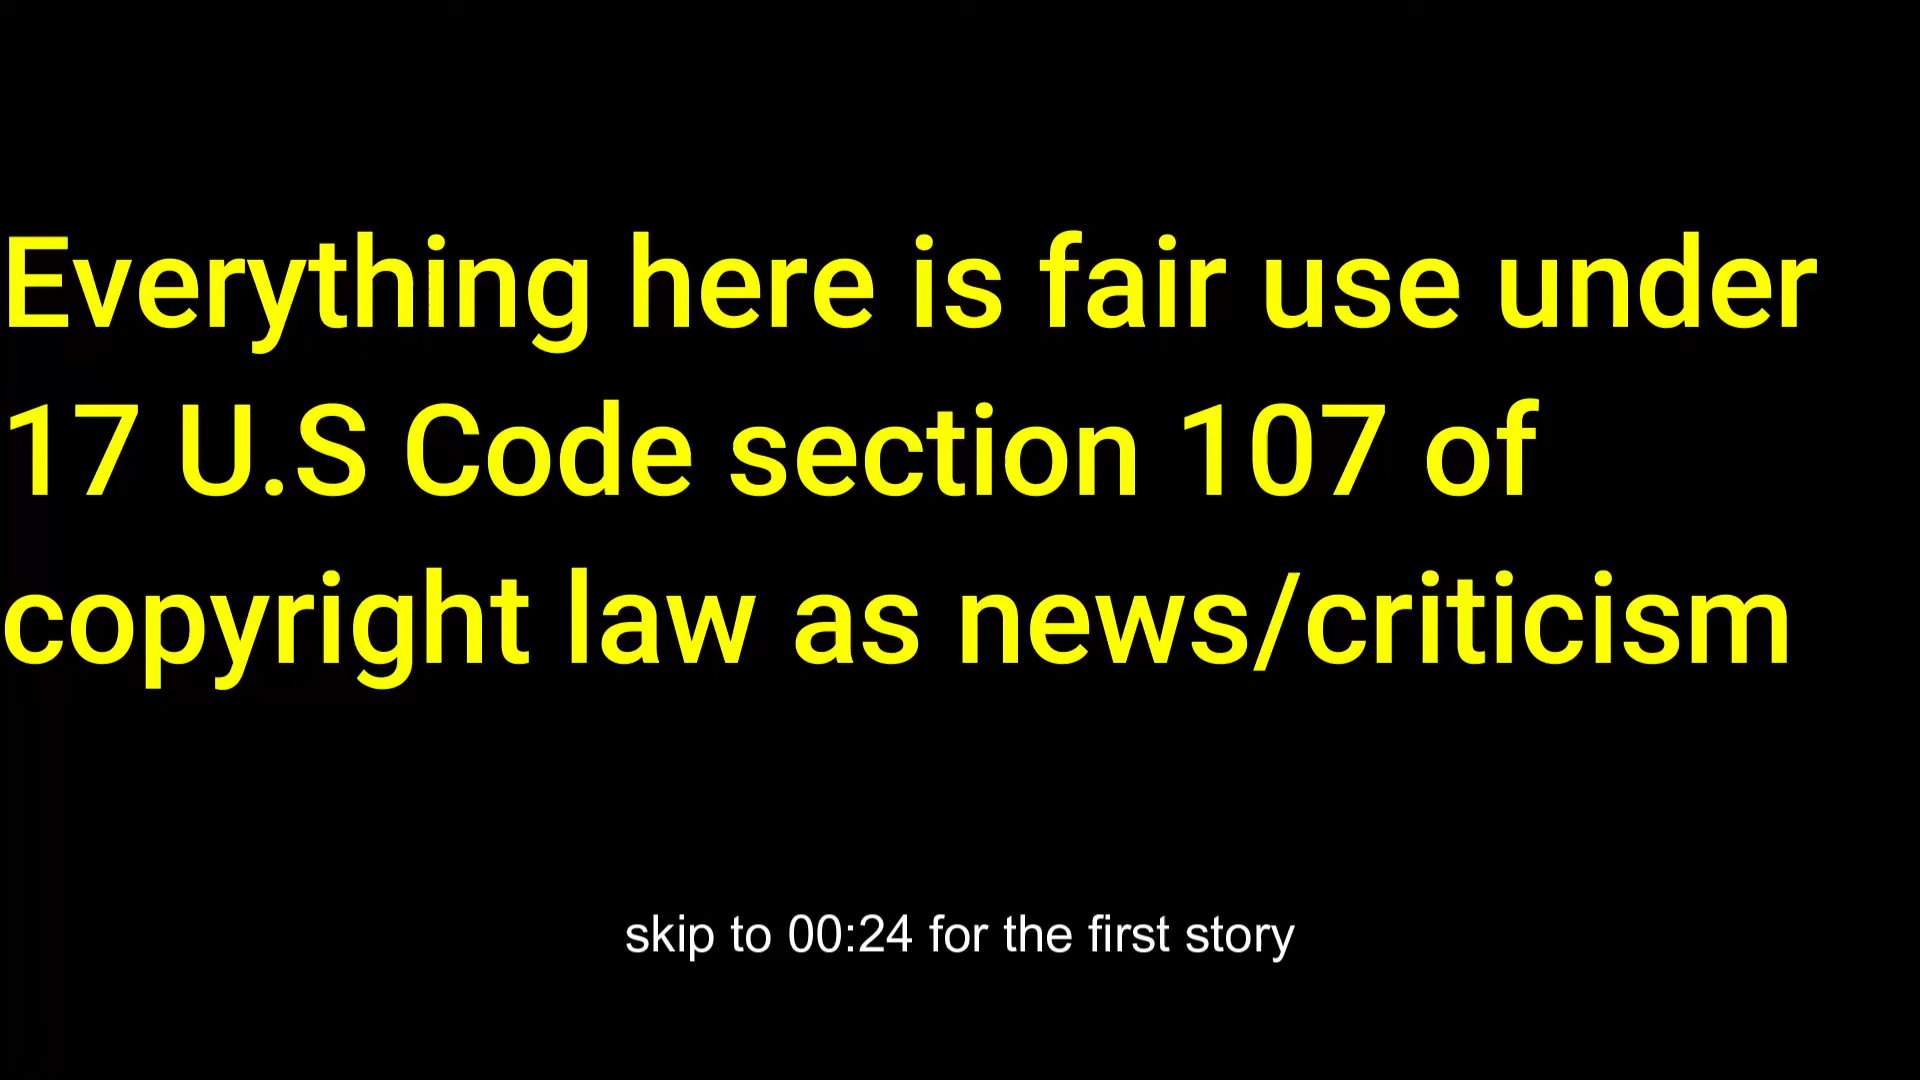 Everything here is fair use under
17 U.S Code section 107 of
copyright law as news/criticism
skip to 00:24 for the first story